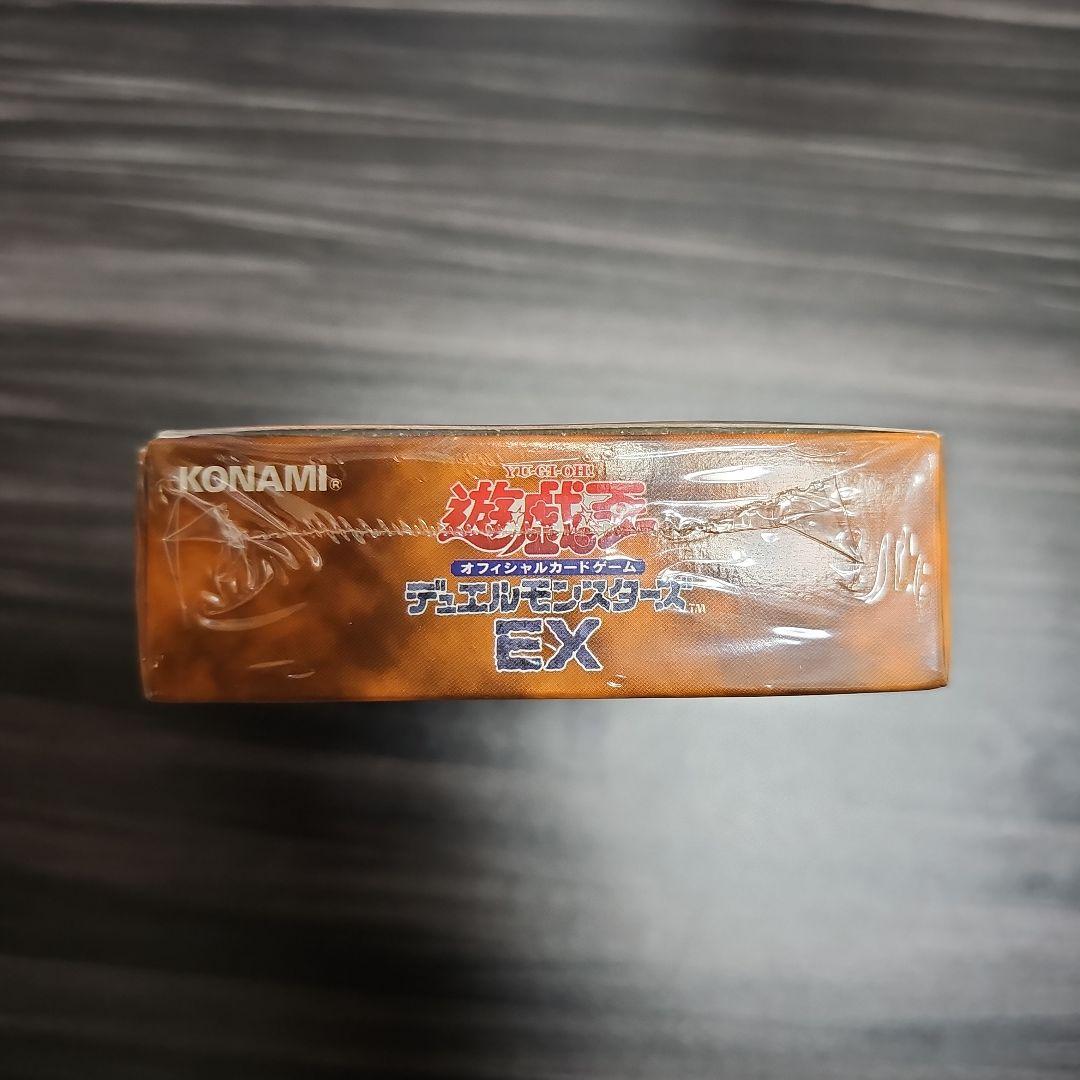 KONAMI®
YU-GI-OH!
遊戯王
オフィシャルカードゲーム
デュエルモンスターズ™
EX